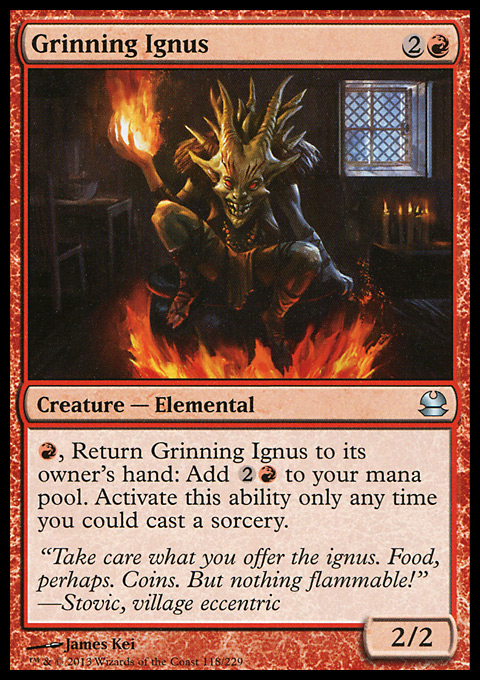 Grinning Ignus 2
Creature — Elemental
, Return Grinning Ignus to its
owner's hand: Add 2 to your mana
pool. Activate this ability only any time
you could cast a sorcery.
“Take care what you offer the ignus. Food,
perhaps. Coins. But nothing flammable!”
—Stovic, village eccentric
James Kei
2/2
™ & © 2013 Wizards of the Coast 118/229